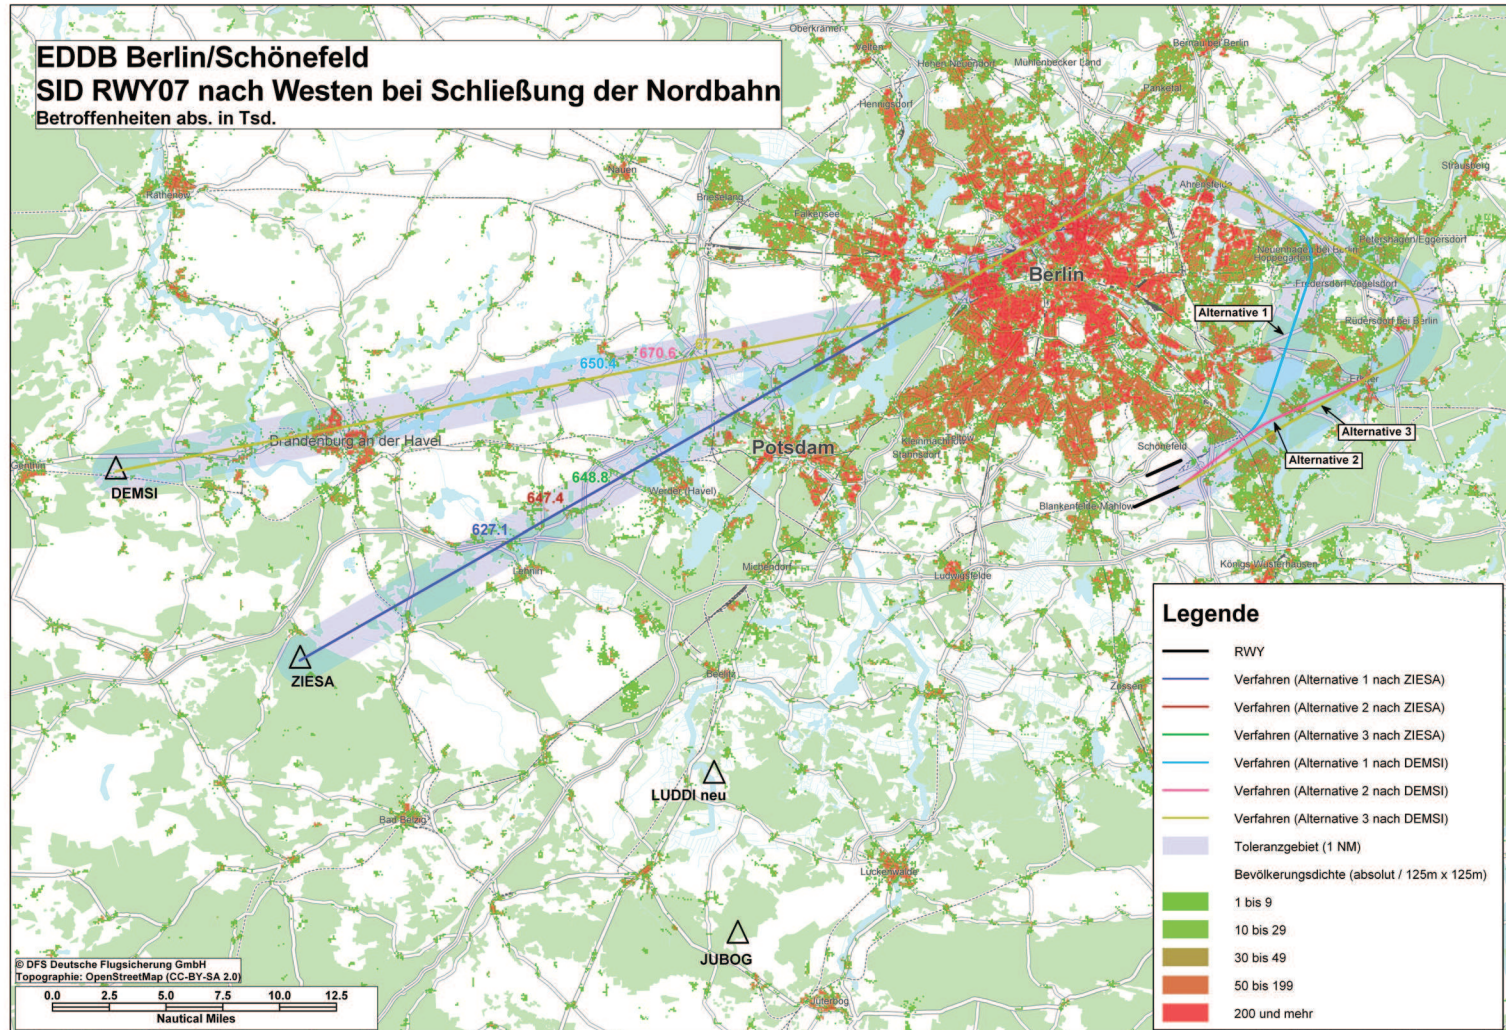 EDDB Berlin/Schönefeld
SID RWY07 nach Westen bei Schließung der Nordbahn
Betroffenheiten abs. in Tsd.
Oberkrämer
Velten
Bernau bei Berlin
Hohen Neuendorf
Mühlenbecker Land
Panketal
Hennigsdorf
Strausberg
Nauen
Rathenow
Brieselang
Ahrensfelde
Falkensee
Petershagen/Eggersdorf
Neuenhagen bei Berlin
Hoppegarten
Berlin
Fredersdorf-Vogelsdorf
Alternative 1
Rüdersdorf bei Berlin
650.4
670.6
672
Erkner
Brandenburg an der Havel
Potsdam
Kleinmachnow
Teltow
Stahnsdorf
Schönefeld
Alternative 3
Alternative 2
Genthin
DEMSI
648.8
647.4
627.1
Werder (Havel)
Blankenfelde-Mahlow
Lehnin
Michendorf
Ludwigsfelde
Königs Wusterhausen
ZIESA
Beelitz
Zossen
LUDDI neu
Bad Belzig
Luckenwalde
JUBOG
Jüterbog
Legende
RWY
Verfahren (Alternative 1 nach ZIESA)
Verfahren (Alternative 2 nach ZIESA)
Verfahren (Alternative 3 nach ZIESA)
Verfahren (Alternative 1 nach DEMSI)
Verfahren (Alternative 2 nach DEMSI)
Verfahren (Alternative 3 nach DEMSI)
Toleranzgebiet (1 NM)
Bevölkerungsdichte (absolut / 125m x 125m)
1 bis 9
10 bis 29
30 bis 49
50 bis 199
200 und mehr
© DFS Deutsche Flugsicherung GmbH
Topographie: OpenStreetMap (CC-BY-SA 2.0)
0.0 2.5 5.0 7.5 10.0 12.5
Nautical Miles